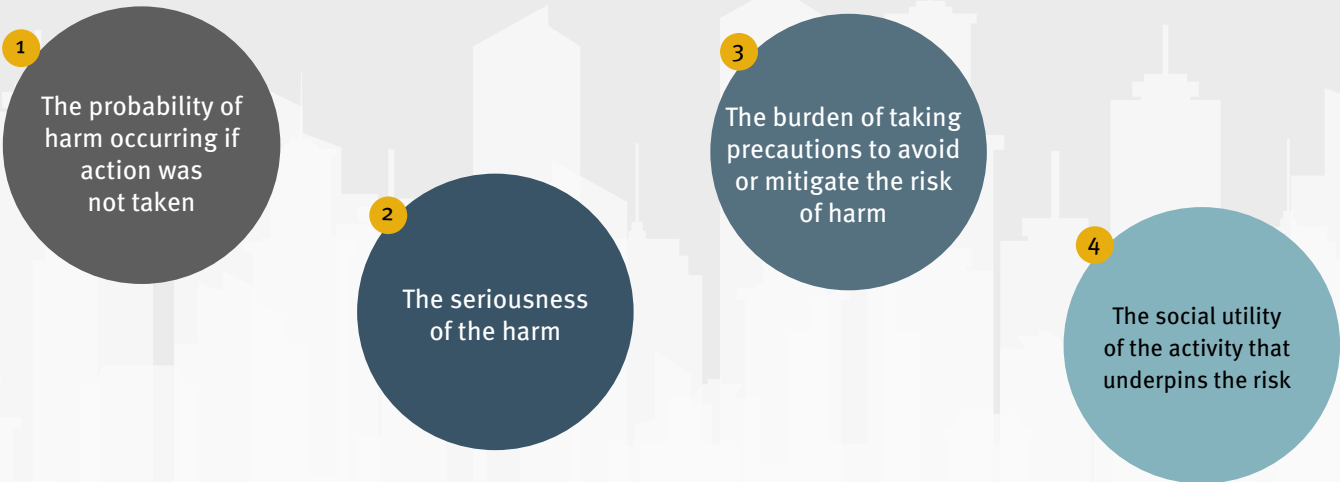 1
The probability of
harm occurring if
action was
not taken
2
The seriousness
of the harm
3
The burden of taking
precautions to avoid
or mitigate the risk
of harm
4
The social utility
of the activity that
underpins the risk